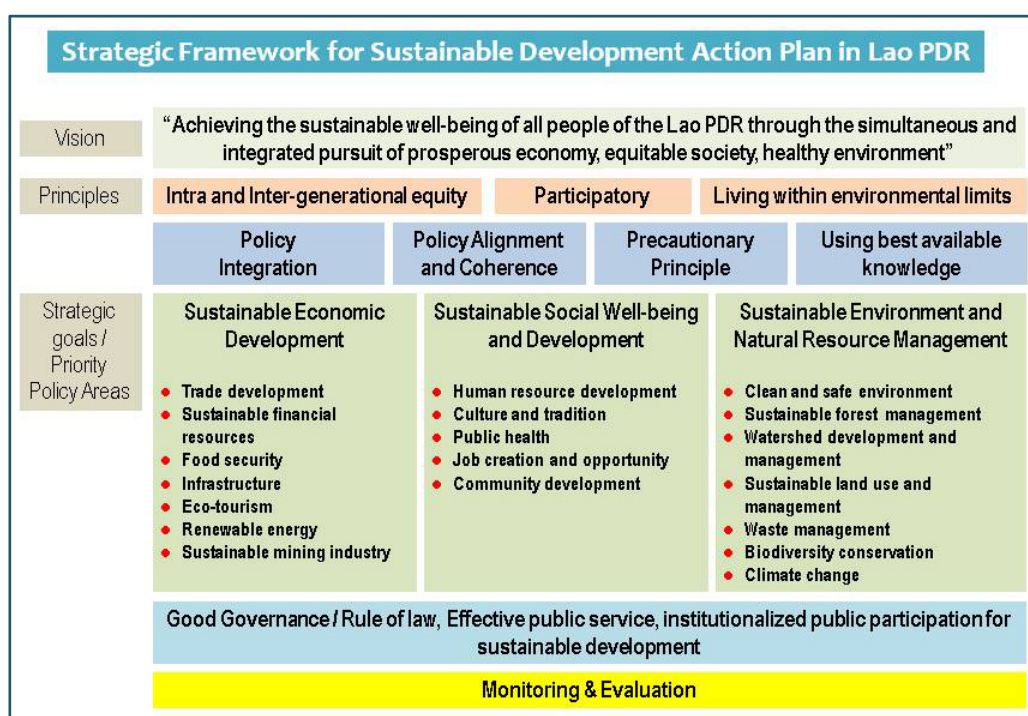 Strategic Framework for Sustainable Development Action Plan in Lao PDR
Vision
“Achieving the sustainable well-being of all people of the Lao PDR through the simultaneous and
integrated pursuit of prosperous economy, equitable society, healthy environment”
Principles
Intra and Inter-generational equity
Participatory
Living within environmental limits
Policy
Integration
Policy Alignment
and Coherence
Precautionary
Principle
Using best available
knowledge
Strategic
goals /
Priority
Policy Areas
Sustainable Economic
Development
Trade development
Sustainable financial
resources
Food security
Infrastructure
Eco-tourism
Renewable energy
Sustainable mining industry
Sustainable Social Well-being
and Development
Human resource development
Culture and tradition
Public health
Job creation and opportunity
Community development
Sustainable Environment and
Natural Resource Management
Clean and safe environment
Sustainable forest management
Watershed development and
management
Sustainable land use and
management
Waste management
Biodiversity conservation
Climate change
Good Governance / Rule of law, Effective public service, institutionalized public participation for
sustainable development
Monitoring & Evaluation